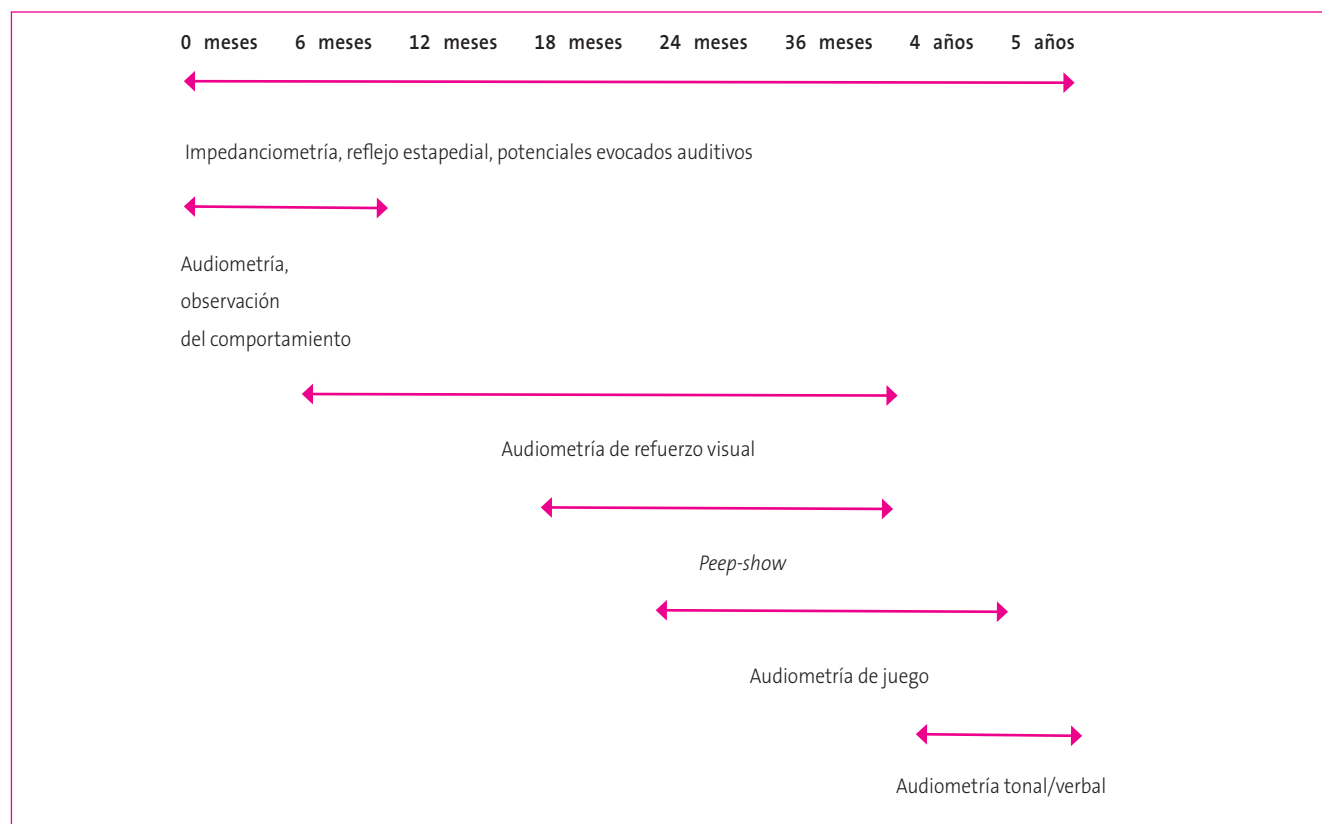 0 meses 6 meses 12 meses 18 meses 24 meses 36 meses 4 años 5 años
Impedanciometría, reflejo estapedial, potenciales evocados auditivos
Audiometría,
observación
del comportamiento
Audiometría de refuerzo visual
Peep-show
Audiometría de juego
Audiometría tonal/verbal